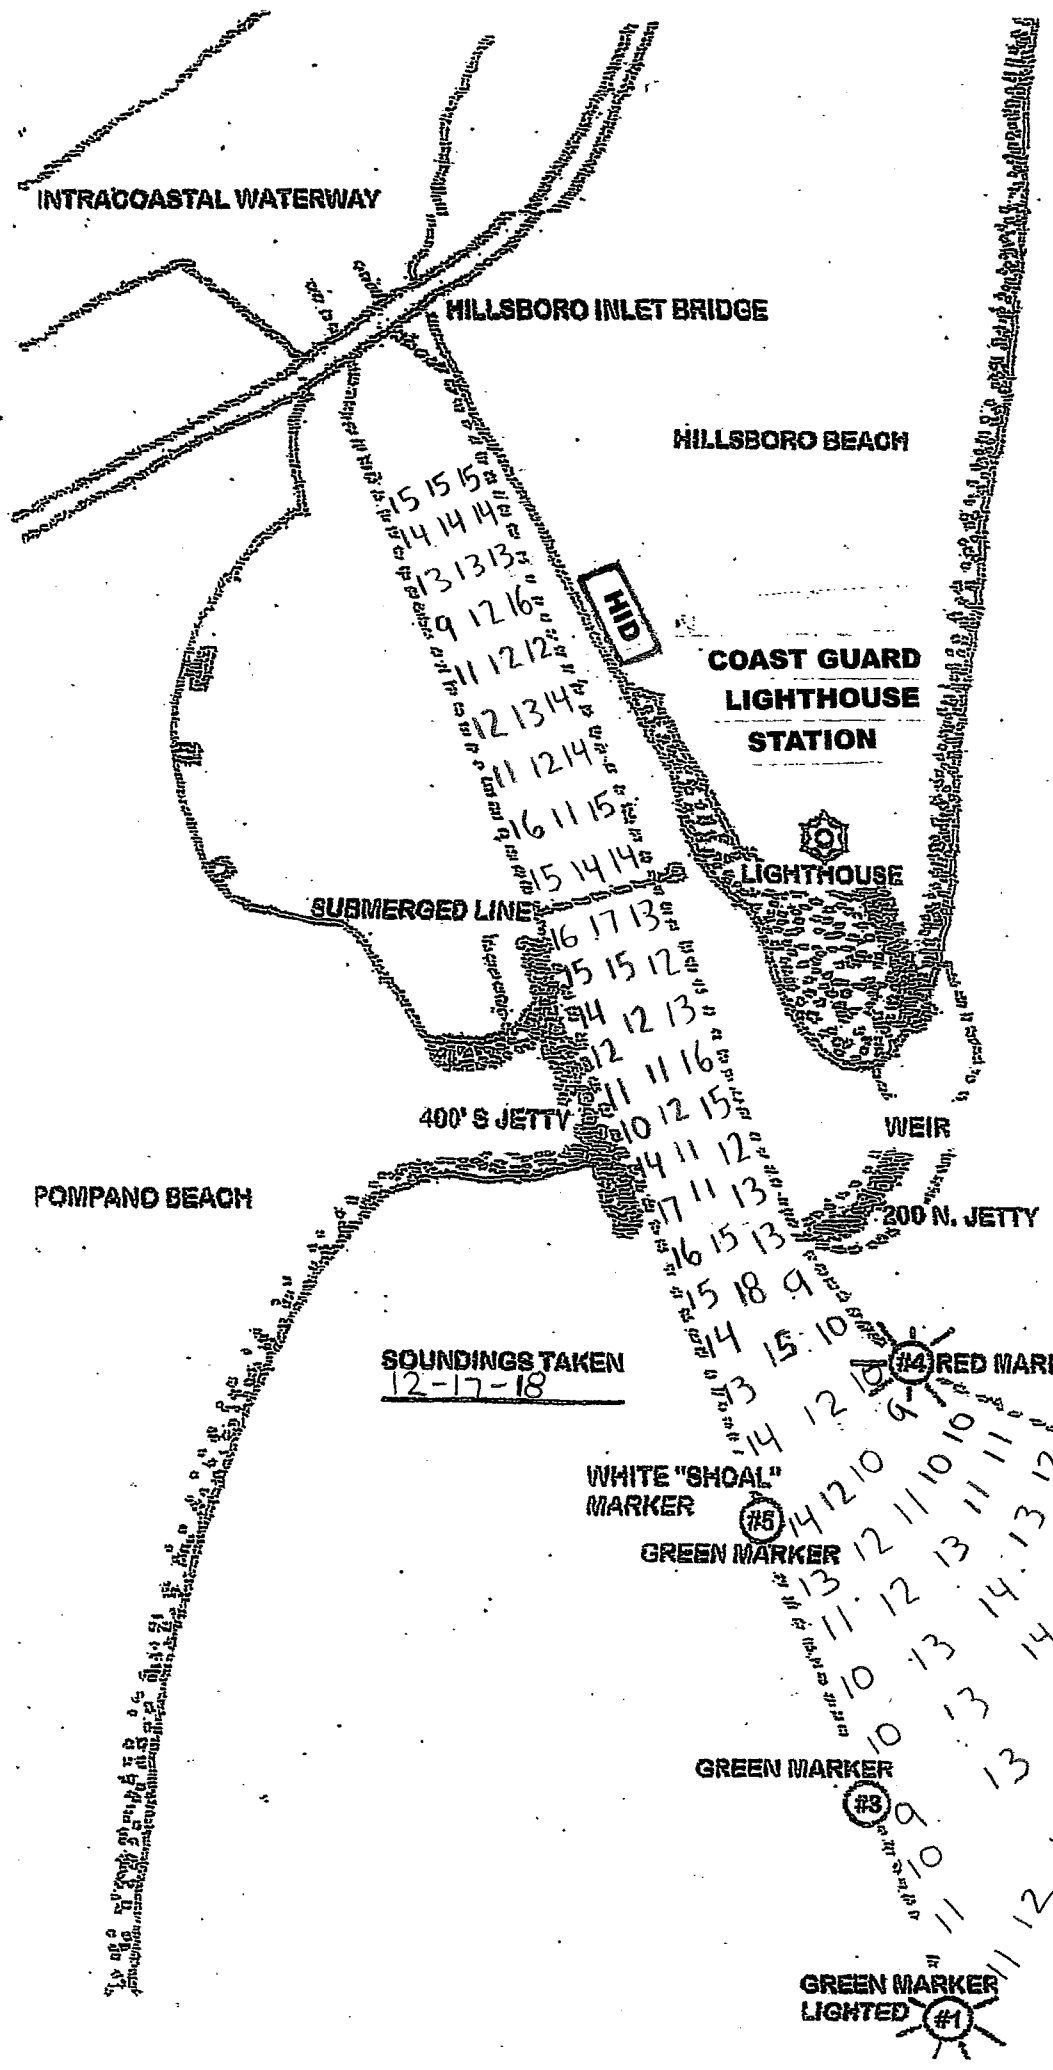 INTRACOASTAL WATERWAY
HILLSBORO INLET BRIDGE
HILLSBORO BEACH
15 15 15
14 14 14
13 13 13
9 12 16
HID
11 12 12
COAST GUARD
LIGHTHOUSE
STATION
12 13 14
11 12 14
16 11 15
15 14 14
LIGHTHOUSE
SUBMERGED LINE
16 17 13
15 15 12
14 12 13
12 11 16
11 12 15
400' S JETTY
10 11 12
WEIR
14 11 13
POMPANO BEACH
17 15 13
200 N. JETTY
16 18 9
15 15 10
14 12 10
SOUNDINGS TAKEN
12-17-18
#4 RED MAR
13
9
14 12 10 10
WHITE "SHOAL"
MARKER
#5
GREEN MARKER
14 12 11 10 11 12
13 12 13 11 13
11 13 14 14
10 13
10 13
GREEN MARKER
#3
9
10
11 12
11
GREEN MARKER
LIGHTED
#1